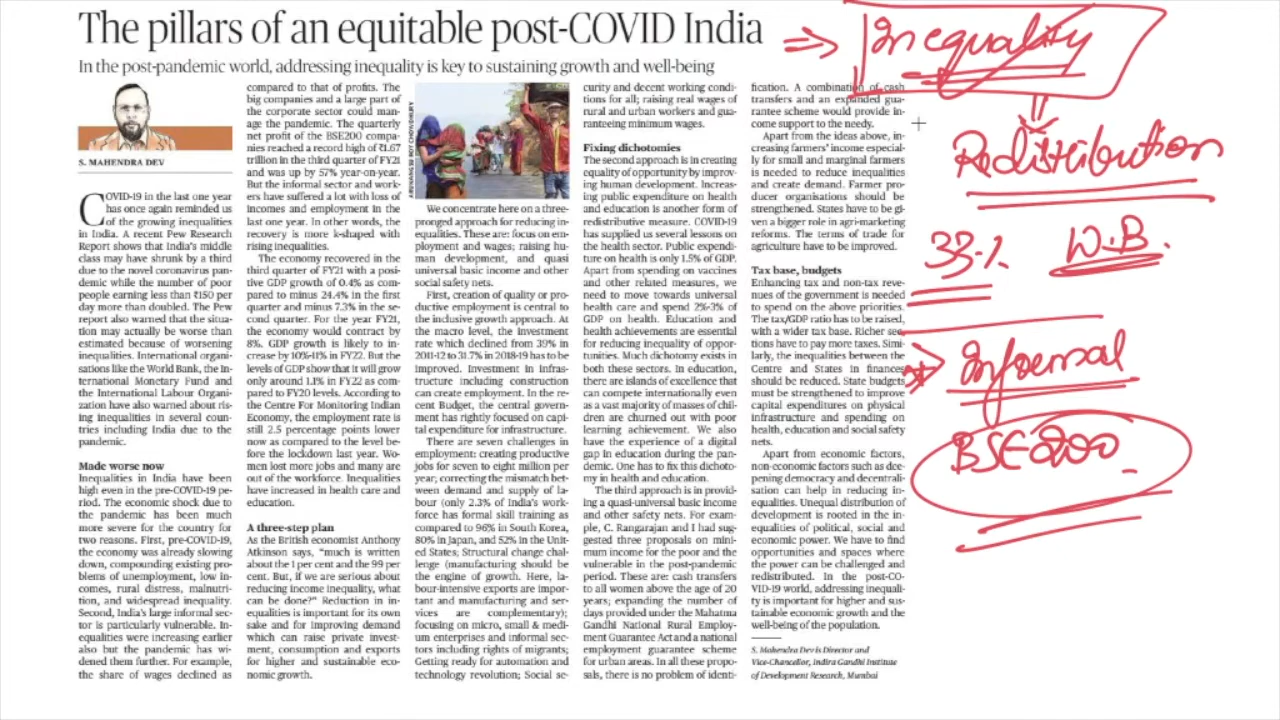 The pillars of an equitable post-COVID India
In the post-pandemic world, addressing inequality is key to sustaining growth and well-being
S. MAHENDRA DEV
COVID-19 in the last one year
has once again reminded us
of the growing inequalities
in India. A recent Pew Research
Report shows that India's middle
class may have shrunk by a third
due to the novel coronavirus pan-
demic while the number of poor
people earning less than ₹150 per
day more than doubled. The Pew
report also warned that the situa-
tion may actually be worse than
estimated because of worsening
inequalities. International organi-
sations like the World Bank, the In-
ternational Monetary Fund and
the International Labour Organi-
zation have also warned about ris-
ing inequalities in several coun-
tries including India due to the
pandemic.
Made worse now
Inequalities in India have been
high even in the pre-COVID-19 pe-
riod. The economic shock due to
the pandemic has been much
more severe for the country for
two reasons. First, pre-COVID-19,
the economy was already slowing
down, compounding existing pro-
blems of unemployment, low in-
comes, rural distress, malnutri-
tion, and widespread inequality.
Second, India's large informal sec-
tor is particularly vulnerable. In-
equalities were increasing earlier
also but the pandemic has wi-
dened them further. For example,
the share of wages declined as
compared to that of profits. The
big companies and a large part of
the corporate sector could man-
age the pandemic. The quarterly
net profit of the BSE200 compa-
nies reached a record high of ₹1.67
trillion in the third quarter of FY21
and was up by 57% year-on-year.
But the informal sector and work-
ers have suffered a lot with loss of
incomes and employment in the
last one year. In other words, the
recovery is more k-shaped with
rising inequalities.
The economy recovered in the
third quarter of FY21 with a posi-
tive GDP growth of 0.4% as com-
pared to minus 24.4% in the first
quarter and minus 7.3% in the se-
cond quarter. For the year FY21,
the economy would contract by
8%. GDP growth is likely to in-
crease by 10%-11% in FY22. But the
levels of GDP show that it will grow
only around 1.1% in FY22 as com-
pared to FY20 levels. According to
the Centre For Monitoring Indian
Economy, the employment rate is
still 2.5 percentage points lower
now as compared to the level be-
fore the lockdown last year. Wo-
men lost more jobs and many are
out of the workforce. Inequalities
have increased in health care and
education.
A three-step plan
As the British economist Anthony
Atkinson says, "much is written
about the 1 per cent and the 99 per
cent. But, if we are serious about
reducing income inequality, what
can be done?" Reduction in in-
equalities is important for its own
sake and for improving demand
which can raise private invest-
ment, consumption and exports
for higher and sustainable eco-
nomic growth.
We concentrate here on a three-
pronged approach for reducing in-
equalities. These are: focus on em-
ployment and wages; raising hu-
man development, and quasi
universal basic income and other
social safety nets.
First, creation of quality or pro-
ductive employment is central to
the inclusive growth approach. At
the macro level, the investment
rate which declined from 39% in
2011-12 to 31.7% in 2018-19 has to be
improved. Investment in infras-
tructure including construction
can create employment. In the re-
cent Budget, the central govern-
ment has rightly focused on capi-
tal expenditure for infrastructure.
There are seven challenges in
employment: creating productive
jobs for seven to eight million per
year, correcting the mismatch bet-
ween demand and supply of la-
bour (only 2.3% of India's work-
force has formal skill training as
compared to 96% in South Korea,
80% in Japan, and 52% in the Unit-
ed States; Structural change chal-
lenge (manufacturing should be
the engine of growth. Here, la-
bour-intensive exports are impor-
tant and manufacturing and ser-
vices are complementary);
focusing on micro, small & medi-
um enterprises and informal sec-
tors including rights of migrants;
Getting ready for automation and
technology revolution; Social se-
curity and decent working condi-
tions for all; raising real wages of
rural and urban workers and gua-
ranteeing minimum wages.
Fixing dichotomies
The second approach is in creating
equality of opportunity by improv-
ing human development. Increas-
ing public expenditure on health
and education is another form of
redistributive measure. COVID-19
has supplied us several lessons on
the health sector. Public expendi-
ture on health is only 1.5% of GDP.
Apart from spending on vaccines
and other related measures, we
need to move towards universal
health care and spend 2%-3% of
GDP on health. Education and
health achievements are essential
for reducing inequality of oppor-
tunities. Much dichotomy exists in
both these sectors. In education,
there are islands of excellence that
can compete internationally even
as a vast majority of masses of chil-
dren are churned out with poor
learning achievement. We also
have the experience of a digital
gap in education during the pan-
demic. One has to fix this dichoto-
my in health and education.
The third approach is in provid-
ing a quasi-universal basic income
and other safety nets. For exam-
ple, C. Rangarajan and I had sug-
gested three proposals on mini-
mum income for the poor and the
vulnerable in the post-pandemic
period. These are: cash transfers
to all women above the age of 20
years; expanding the number of
days provided under the Mahatma
Gandhi National Rural Employ-
ment Guarantee Act and a national
employment guarantee scheme
for urban areas. In all these propo-
sals, there is no problem of identi-
fication. A combination of cash
transfers and an expanded gua-
rantee scheme would provide in-
come support to the needy.
Apart from the ideas above, in-
creasing farmers' income especial-
ly for small and marginal farmers
is needed to reduce inequalities
and create demand. Farmer pro-
ducer organisations should be
strengthened. States have to be gi-
ven a bigger role in agri-marketing
reforms. The terms of trade for
agriculture have to be improved.
Tax base, budgets
Enhancing tax and non-tax reve-
nues of the government is needed
to spend on the above priorities.
The tax/GDP ratio has to be raised,
with a wider tax base. Richer sec-
tions have to pay more taxes. Simi-
larly, the inequalities between the
Centre and States in finances
should be reduced. State budgets
must be strengthened to improve
capital expenditures on physical
infrastructure and spending on
health, education and social safety
nets.
Apart from economic factors,
non-economic factors such as dee-
pening democracy and decentrali-
sation can help in reducing in-
equalities. Unequal distribution of
development is rooted in the in-
equalities of political, social and
economic power. We have to find
opportunities and spaces where
the power can be challenged and
redistributed. In the post-CO-
VID-19 world, addressing inequali-
ty is important for higher and sus-
tainable economic growth and the
well-being of the population.
S. Mahendra Dev is Director and
Vice-Chancellor, Indira Gandhi Institute
of Development Research, Mumbai
Inequality
Redistribution
33% W.B.
Informal
BSE 200